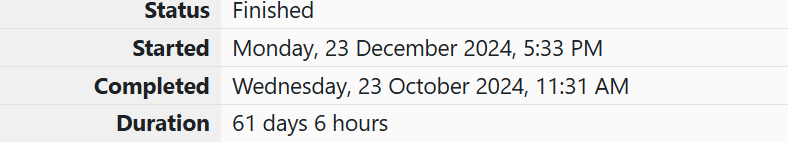 Status Finished
Started Monday, 23 December 2024, 5:33 PM
Completed Wednesday, 23 October 2024, 11:31 AM
Duration 61 days 6 hours